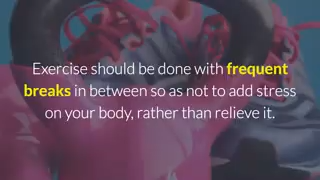 Exercise should be done with frequent
breaks in between so as not to add stress
on your body, rather than relieve it.